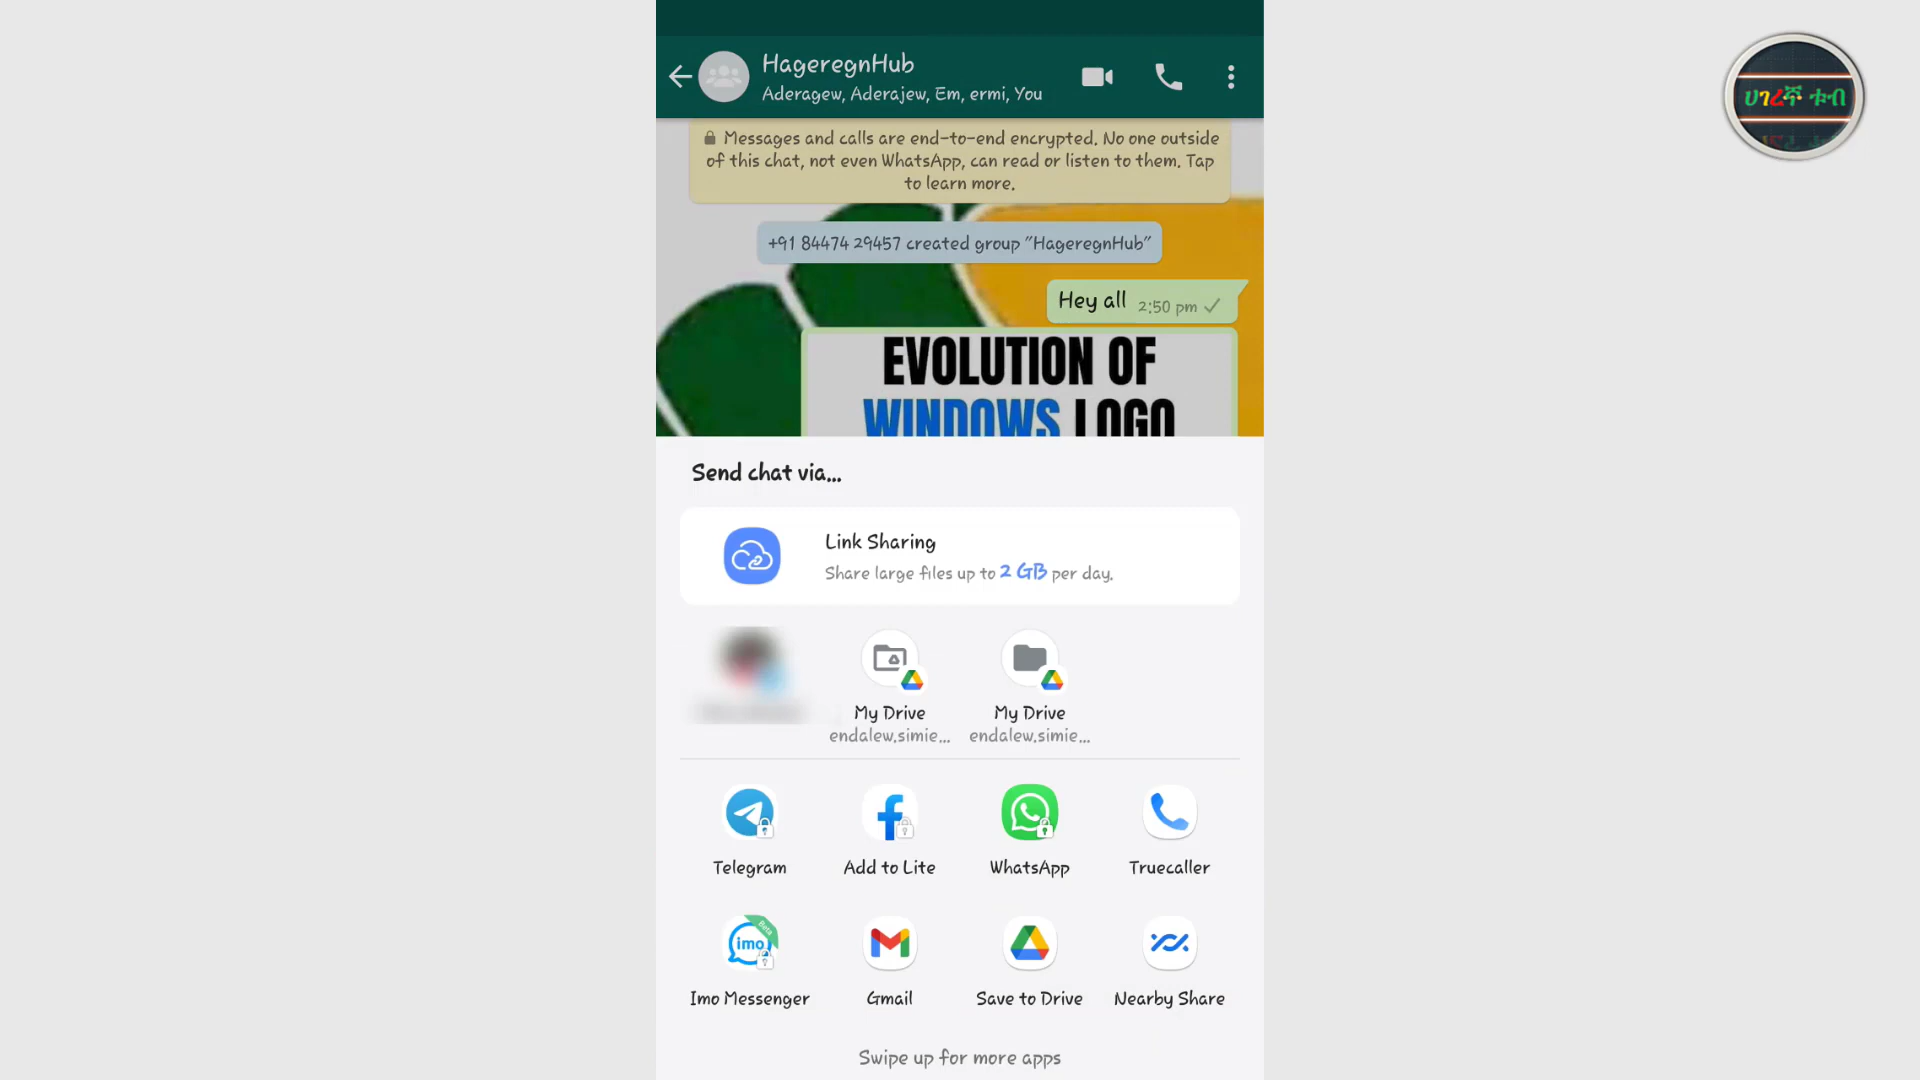 HageregnHub
Aderagew, Aderajew, Em, ermi, You
Messages and calls are end-to-end encrypted. No one outside
of this chat, not even WhatsApp, can read or listen to them. Tap
to learn more.
+91 84474 29457 created group "HageregnHub"
Hey all 2:50 pm
EVOLUTION OF
WINDOWS LOGO
Send chat via...
Link Sharing
Share large files up to 2 GB per day.
My Drive
endalew.simie...
My Drive
endalew.simie...
Telegram
Add to Lite
WhatsApp
Truecaller
imo
Beta
Imo Messenger
Gmail
Save to Drive
Nearby Share
Swipe up for more apps
ሀገረኛ ቱብ